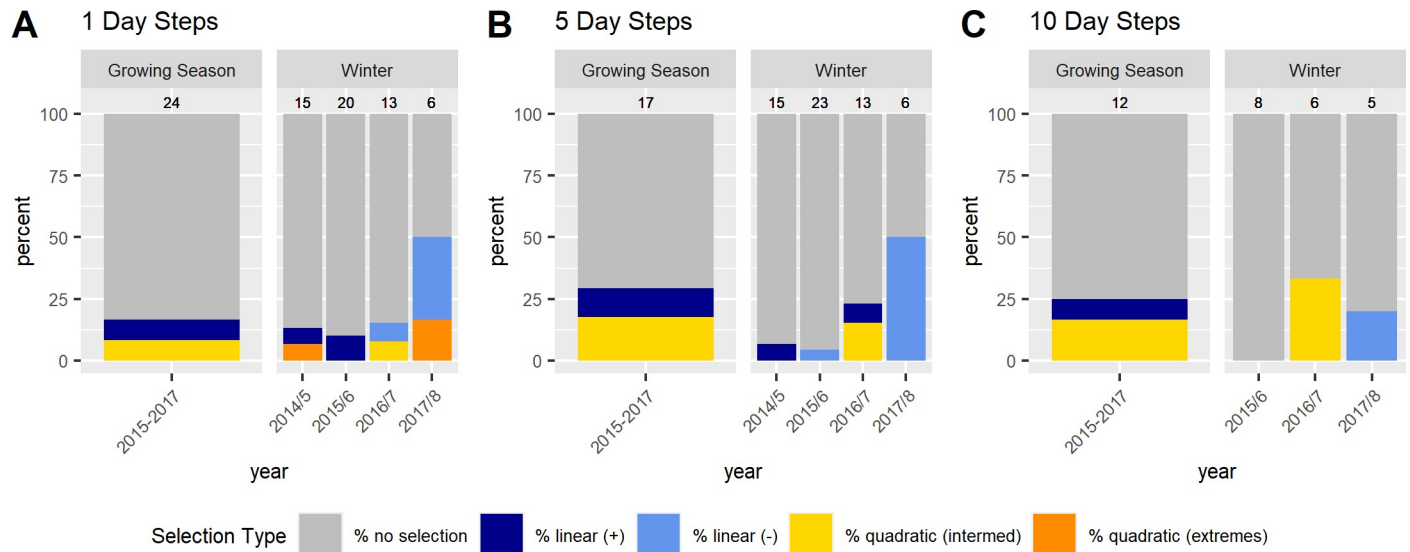 A 1 Day Steps
Growing Season Winter
24 15 20 13 6
100
75
50
25
0
percent
2015-2017 2014/5 2015/6 2016/7 2017/8
year
B 5 Day Steps
Growing Season Winter
17 15 23 13 6
100
75
50
25
0
percent
2015-2017 2014/5 2015/6 2016/7 2017/8
year
C 10 Day Steps
Growing Season Winter
12 8 6 5
100
75
50
25
0
percent
2015-2017 2015/6 2016/7 2017/8
year
Selection Type % no selection % linear (+) % linear (-) % quadratic (intermed) % quadratic (extremes)